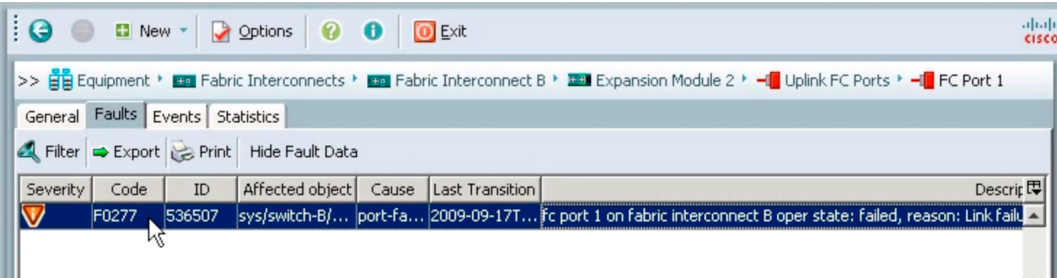 New Options Exit
CISCO
>> Equipment Fabric Interconnects Fabric Interconnect B Expansion Module 2 Uplink FC Ports FC Port 1
General Faults Events Statistics
Filter Export Print Hide Fault Data
Severity Code ID Affected object Cause Last Transition Descrip
F0277 536507 sys/switch-B/... port-fa... 2009-09-17T... fc port 1 on fabric interconnect B oper state: failed, reason: Link failu